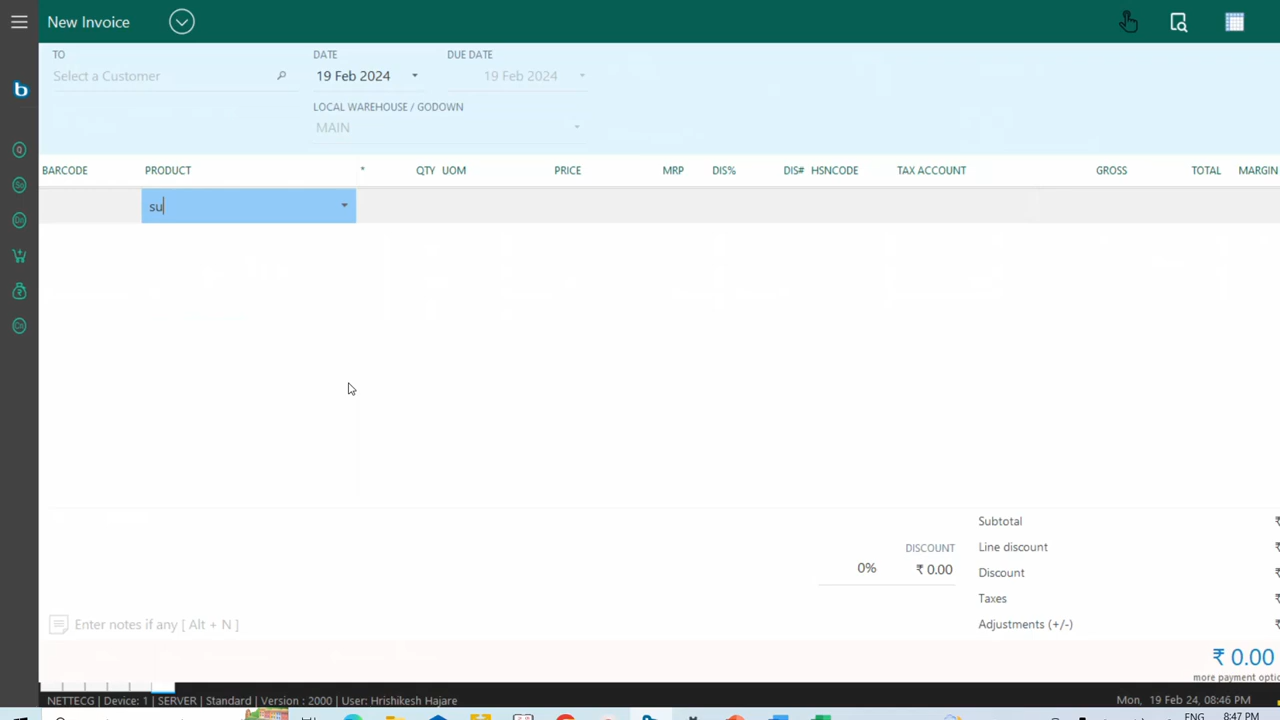 New Invoice
TO
DATE
DUE DATE
Select a Customer
19 Feb 2024
19 Feb 2024
LOCAL WAREHOUSE / GODOWN
MAIN
BARCODE PRODUCT * QTY UOM PRICE MRP DIS% DIS# HSNCODE TAX ACCOUNT GROSS TOTAL MARGIN
su
Subtotal ₹
DISCOUNT
Line discount ₹
0% ₹ 0.00
Discount ₹
Taxes ₹
Enter notes if any [ Alt + N ]
Adjustments (+/-) ₹
₹ 0.00
more payment optic
NETTECG | Device: 1 | SERVER | Standard | Version : 2000 | User: Hrishikesh Hajare
Mon, 19 Feb 24, 08:46 PM
ENG
8:47 PM